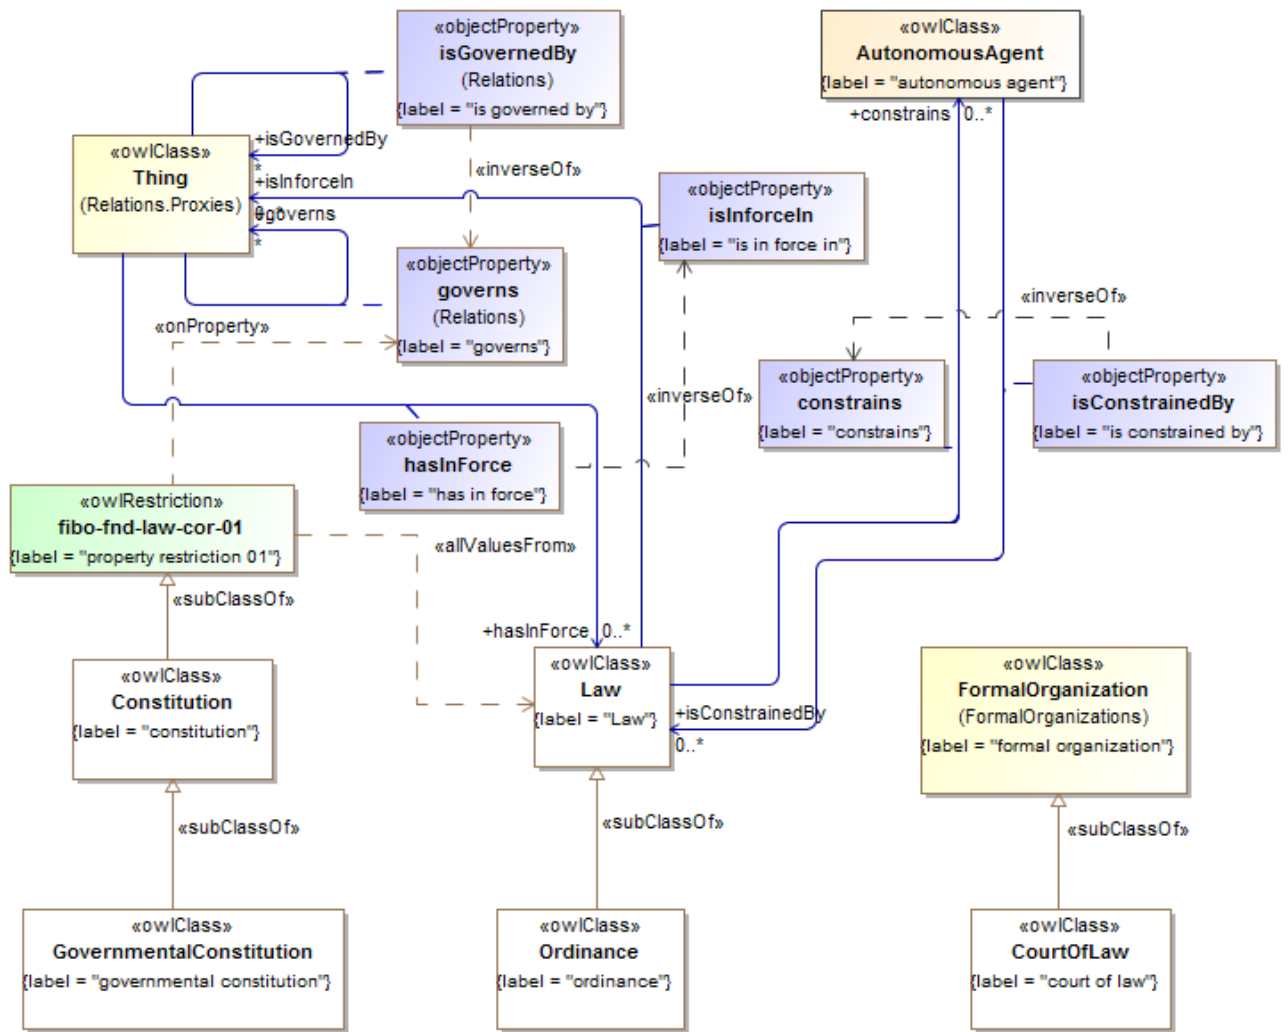 «objectProperty»
isGovernedBy
(Relations)
{label = "is governed by"}
«owlClass»
AutonomousAgent
{label = "autonomous agent"}
+constrains 0..*
+isGovernedBy
*
«owlClass»
Thing
(Relations.Proxies)
+isInforceIn
0..*
+governs
*
«inverseOf»
«objectProperty»
isInforceIn
{label = "is in force in"}
«objectProperty»
governs
(Relations)
{label = "governs"}
«onProperty»
«inverseOf»
«inverseOf»
«objectProperty»
constrains
{label = "constrains"}
«objectProperty»
isConstrainedBy
{label = "is constrained by"}
«objectProperty»
hasInForce
{label = "has in force"}
«owlRestriction»
fibo-fnd-law-cor-01
{label = "property restriction 01"}
«allValuesFrom»
«subClassOf»
+hasInForce 0..*
«owlClass»
Constitution
{label = "constitution"}
«owlClass»
Law
{label = "Law"}
+isConstrainedBy
0..*
«owlClass»
FormalOrganization
(FormalOrganizations)
{label = "formal organization"}
«subClassOf»
«subClassOf»
«subClassOf»
«owlClass»
GovernmentalConstitution
{label = "governmental constitution"}
«owlClass»
Ordinance
{label = "ordinance"}
«owlClass»
CourtOfLaw
{label = "court of law"}